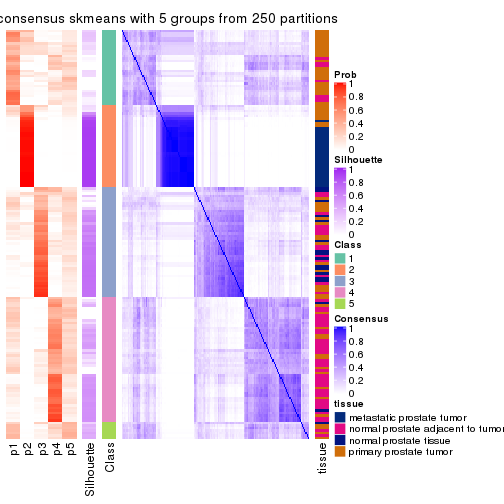 consensus skmeans with 5 groups from 250 partitions
Prob
1
0.8
0.6
0.4
0.2
0
Silhouette
1
0.8
0.6
0.4
0.2
0
Class
1
2
3
4
5
Consensus
1
0.8
0.6
0.4
0.2
0
tissue
metastatic prostate tumor
normal prostate adjacent to tumor
normal prostate tissue
primary prostate tumor
p1
p2
p3
p4
p5
Silhouette
Class
tissue